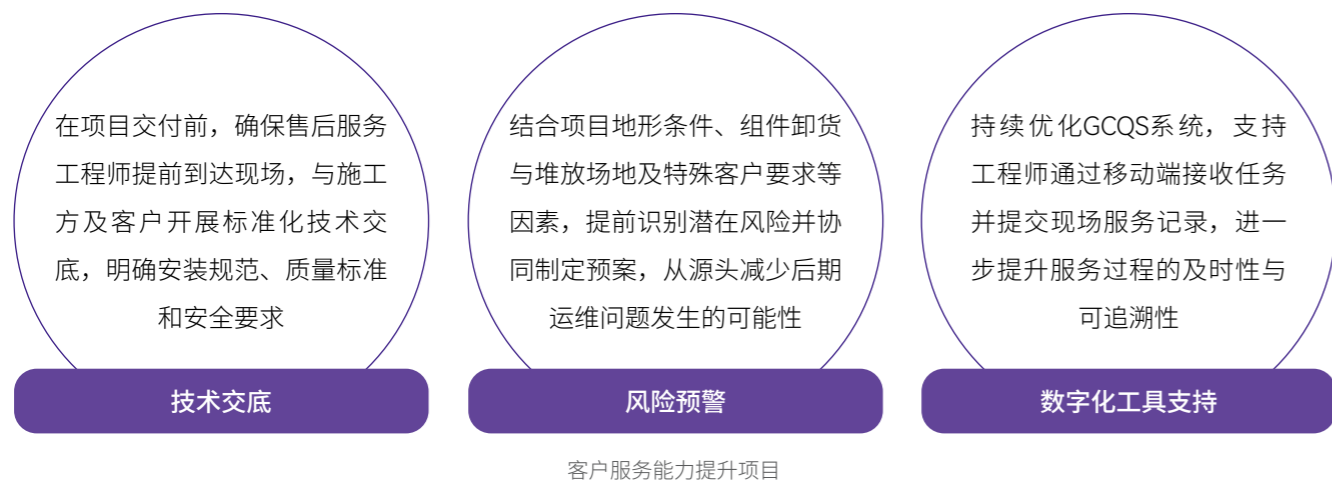 在项目交付前，确保售后服务
工程师提前到达现场，与施工
方及客户开展标准化技术交
底，明确安装规范、质量标准
和安全要求
技术交底
结合项目地形条件、组件卸货
与堆放场地及特殊客户要求等
因素，提前识别潜在风险并协
同制定预案，从源头减少后期
运维问题发生的可能性
风险预警
持续优化GCQS系统，支持
工程师通过移动端接收任务
并提交现场服务记录，进一
步提升服务过程的及时性与
可追溯性
数字化工具支持
客户服务能力提升项目